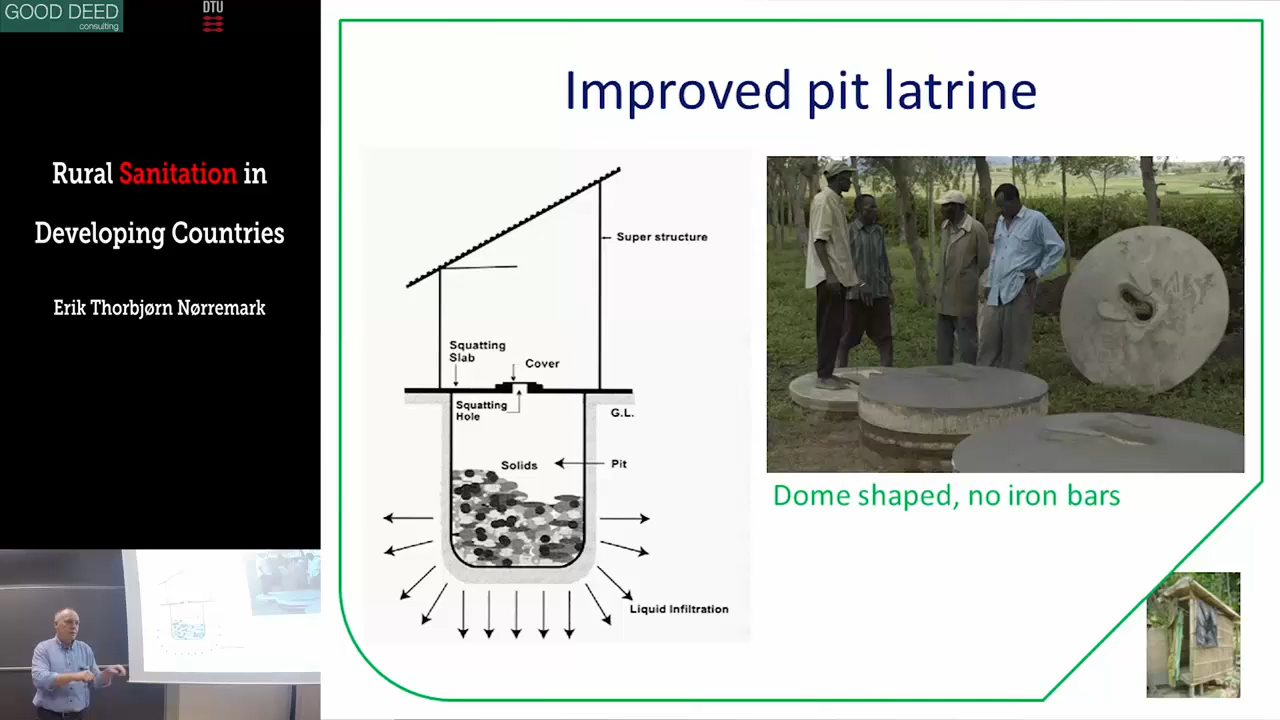 GOOD DEED
consulting
DTU
Rural Sanitation in
Developing Countries
Erik Thorbjørn Nørremark
Improved pit latrine
Super structure
Squatting
Slab
Cover
Squatting
Hole
G.L.
Solids
Pit
Liquid Infiltration
Dome shaped, no iron bars